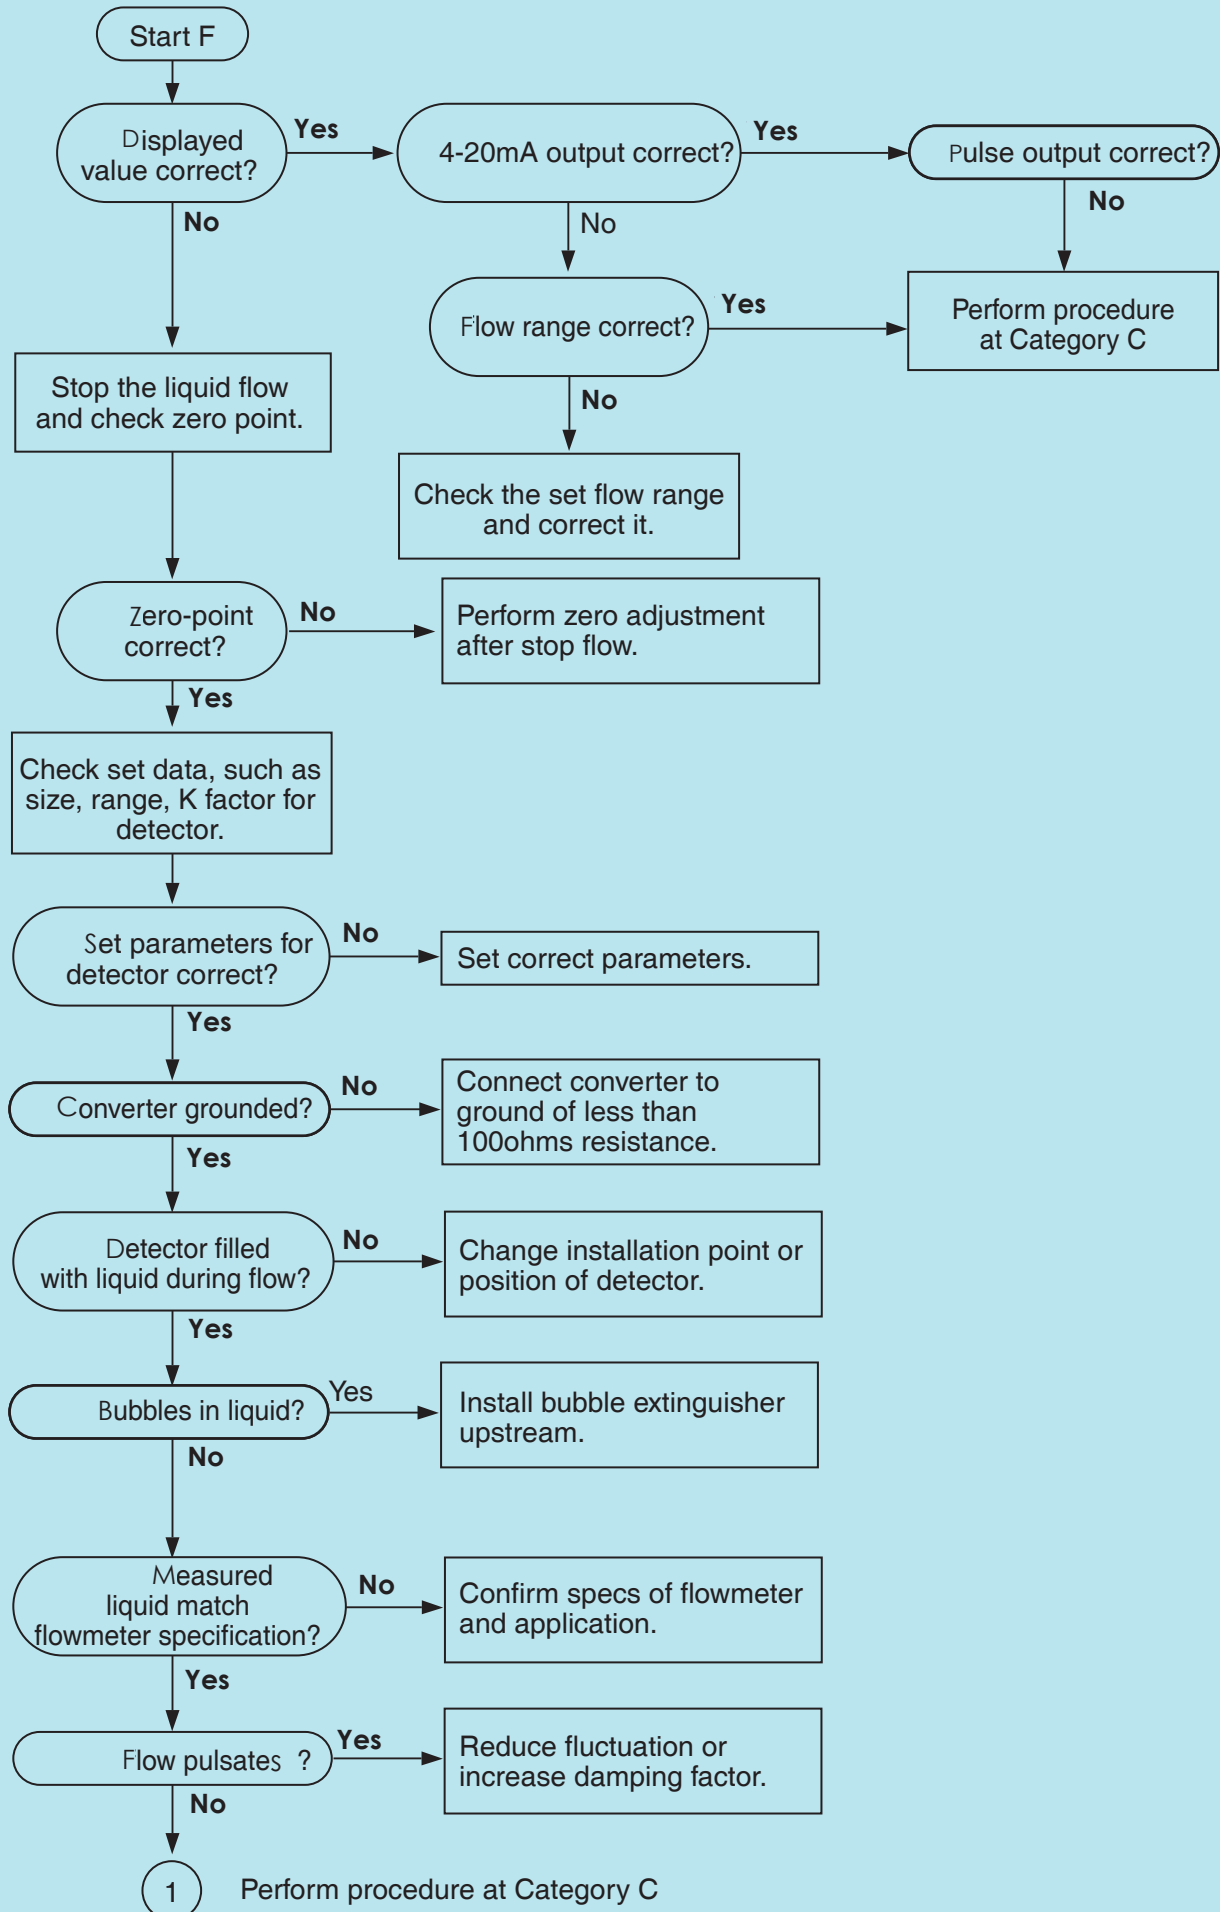 Start F
Displayed
value correct?
Yes
4-20mA output correct?
Yes
Pulse output correct?
No
No
No
Flow range correct?
Yes
Perform procedure
at Category C
Stop the liquid flow
and check zero point.
No
Check the set flow range
and correct it.
Zero-point
correct?
No
Perform zero adjustment
after stop flow.
Yes
Check set data, such as
size, range, K factor for
detector.
Set parameters for
detector correct?
No
Set correct parameters.
Yes
Converter grounded?
No
Connect converter to
ground of less than
100ohms resistance.
Yes
Detector filled
with liquid during flow?
No
Change installation point or
position of detector.
Yes
Bubbles in liquid?
Yes
Install bubble extinguisher
upstream.
No
Measured
liquid match
flowmeter specification?
No
Confirm specs of flowmeter
and application.
Yes
Flow pulsates ?
Yes
Reduce fluctuation or
increase damping factor.
No
1
Perform procedure at Category C